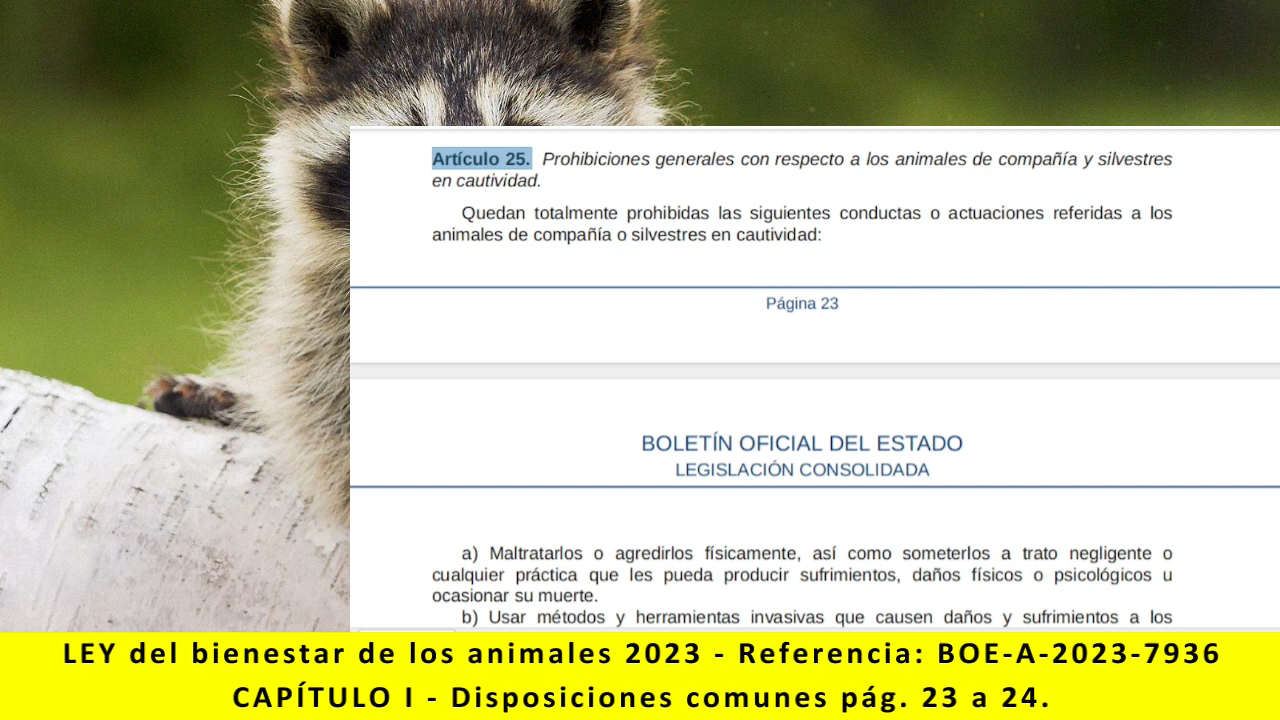 Artículo 25. Prohibiciones generales con respecto a los animales de compañía y silvestres
en cautividad.
Quedan totalmente prohibidas las siguientes conductas o actuaciones referidas a los
animales de compañía o silvestres en cautividad:
Página 23
BOLETÍN OFICIAL DEL ESTADO
LEGISLACIÓN CONSOLIDADA
a) Maltratarlos o agredirlos físicamente, así como someterlos a trato negligente o
cualquier práctica que les pueda producir sufrimientos, daños físicos o psicológicos u
ocasionar su muerte.
b) Usar métodos y herramientas invasivas que causen daños y sufrimientos a los
LEY del bienestar de los animales 2023 - Referencia: BOE-A-2023-7936
CAPÍTULO I - Disposiciones comunes pág. 23 a 24.